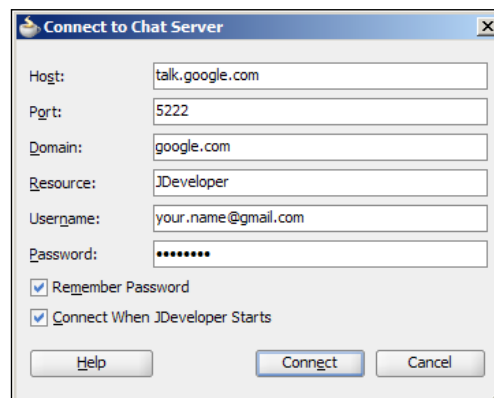 Connect to Chat Server
Host: talk.google.com
Port: 5222
Domain: google.com
Resource: JDeveloper
Username: your.name@gmail.com
Password: ••••••••
Remember Password
Connect When JDeveloper Starts
Help Connect Cancel